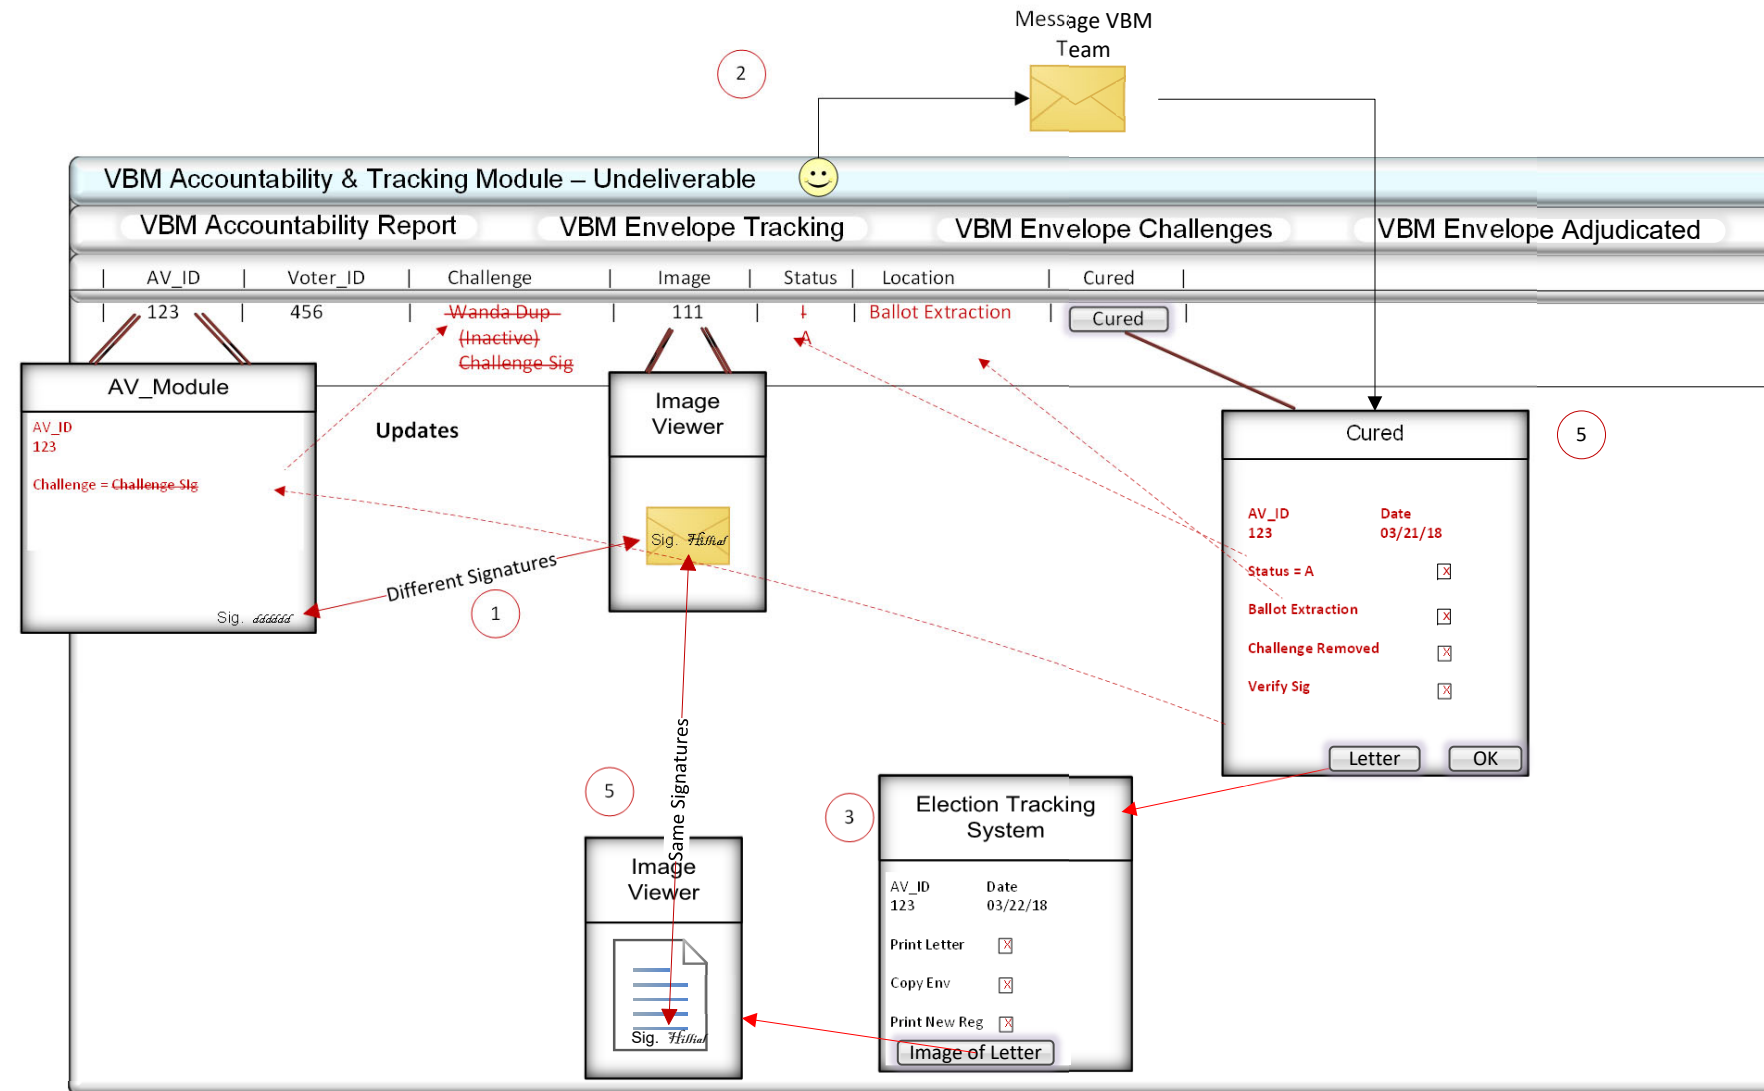 Message VBM
Team
2
VBM Accountability & Tracking Module – Undeliverable
VBM Accountability Report
VBM Envelope Tracking
VBM Envelope Challenges
VBM Envelope Adjudicated
| AV_ID | Voter_ID | Challenge | Image | Status | Location | Cured |
| 123 | 456 | Wanda Dup | 111 | I | Ballot Extraction | Cured |
(Inactive)
A
Challenge Sig
AV_Module
AV_ID
123
Challenge = Challenge Sig
Sig. dddddd
Updates
Different Signatures
1
Image
Viewer
Sig. Hillial
Cured
5
AV_ID Date
123 03/21/18
Status = A X
Ballot Extraction X
Challenge Removed X
Verify Sig X
Letter OK
Same Signatures
5
Image
Viewer
Sig. Hillial
3
Election Tracking
System
AV_ID Date
123 03/22/18
Print Letter X
Copy Env X
Print New Reg X
Image of Letter